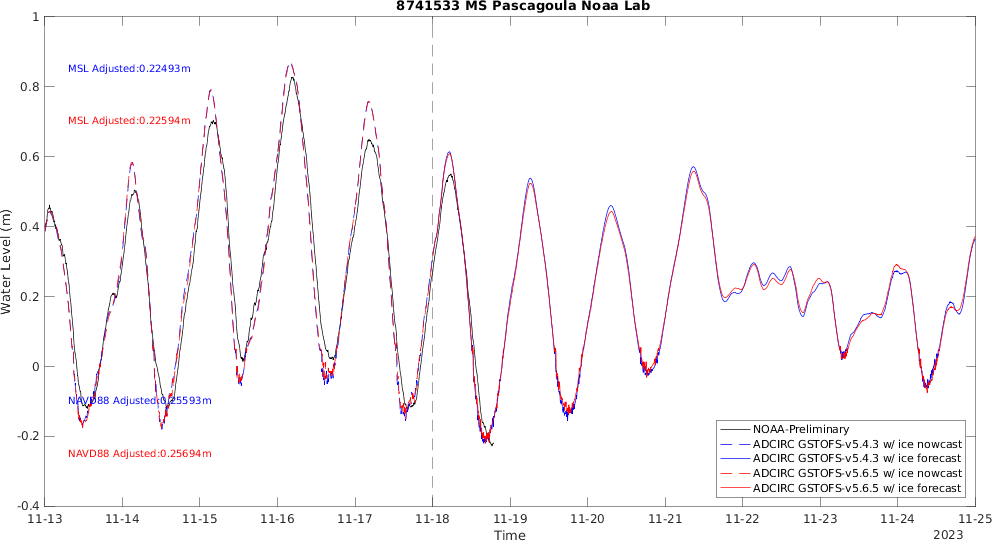 8741533 MS Pascagoula Noaa Lab
1
0.8
0.6
0.4
0.2
0
-0.2
-0.4
Water Level (m)
MSL Adjusted:0.22493m
MSL Adjusted:0.22594m
NAVD88 Adjusted:0.25593m
NAVD88 Adjusted:0.25694m
NOAA-Preliminary
ADCIRC GSTOFS-v5.4.3 w/ ice nowcast
ADCIRC GSTOFS-v5.4.3 w/ ice forecast
ADCIRC GSTOFS-v5.6.5 w/ ice nowcast
ADCIRC GSTOFS-v5.6.5 w/ ice forecast
11-13 11-14 11-15 11-16 11-17 11-18 11-19 11-20 11-21 11-22 11-23 11-24 11-25
Time
2023